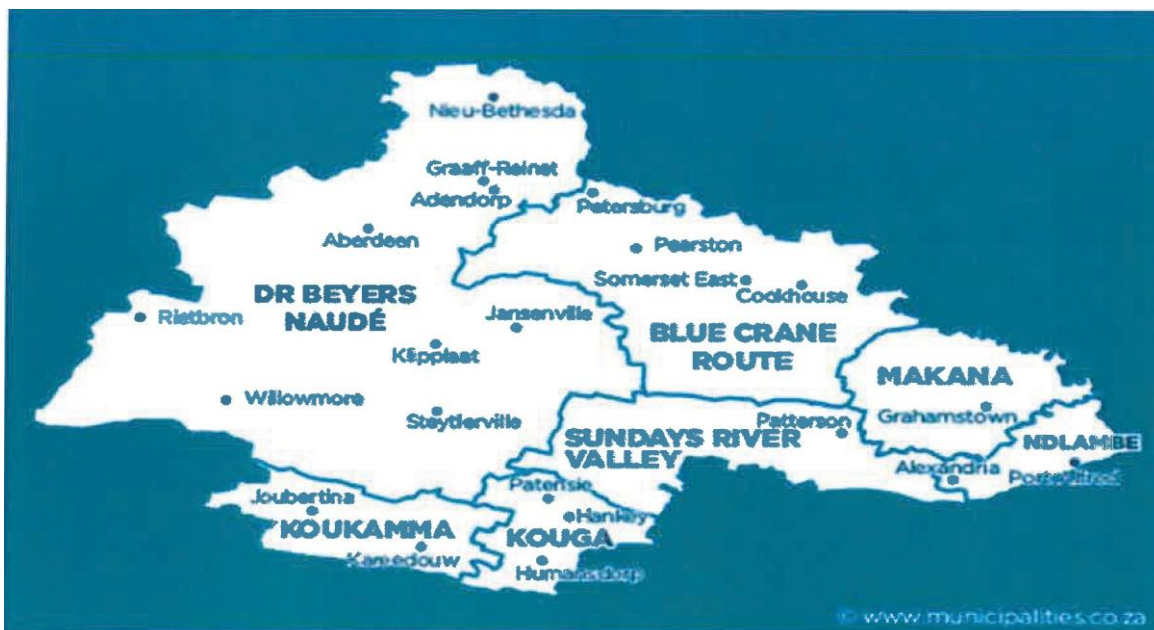 Nieu-Bethesda
Graaff-Reinet
Adendorp
Petersburg
Aberdeen
Pearston
Somerset East
Cookhouse
DR BEYERS
NAUDÉ
Rietbron
Jansenville
BLUE CRANE
ROUTE
Klipplaat
MAKANA
Willowmore
Grahamstown
Steytlerville
Patterson
SUNDAYS RIVER
VALLEY
NDLAMBE
Alexandria
Port Alfred
Patensie
Joubertina
Hankey
KOUKAMMA
KOUGA
Kareedouw
Humansdorp
© www.municipalities.co.za